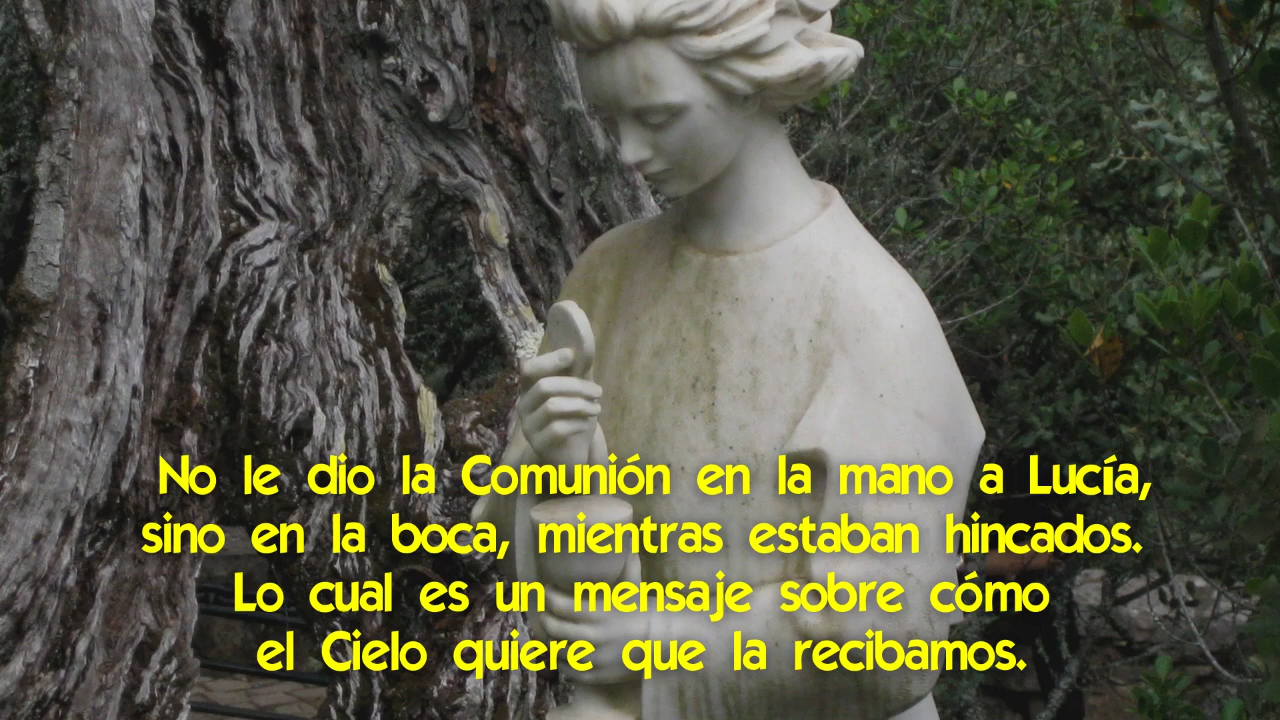 No le dio la Comunión en la mano a Lucía,
sino en la boca, mientras estaban hincados.
Lo cual es un mensaje sobre cómo
el Cielo quiere que la recibamos.